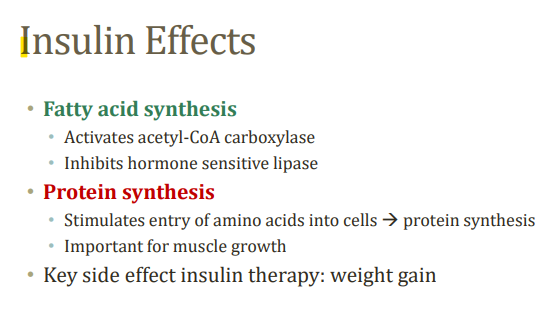 Insulin Effects
• Fatty acid synthesis
• Activates acetyl-CoA carboxylase
• Inhibits hormone sensitive lipase
• Protein synthesis
• Stimulates entry of amino acids into cells → protein synthesis
• Important for muscle growth
• Key side effect insulin therapy: weight gain